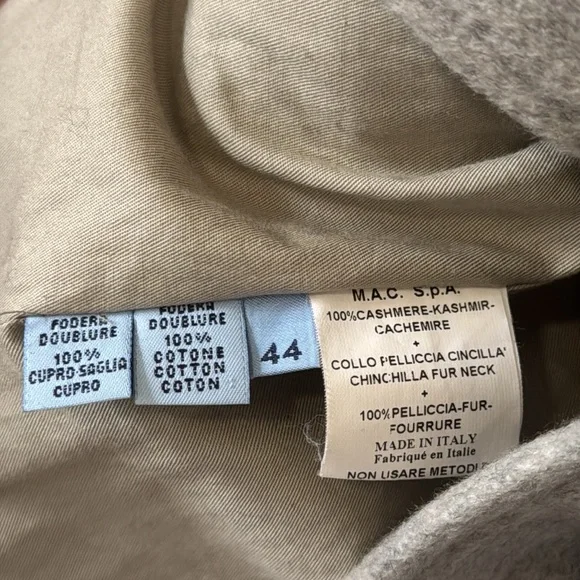 FODERA
DOUBLURE
100%
CUPRO-SAGLIA
CUPRO
FODERA
DOUBLURE
100%
COTONE
COTTON
COTON
44
M.A.C. S.p.A.
100%CASHMERE-KASHMIR-
CACHEMIRE
+
COLLO PELLICCIA CINCILLA'
CHINCHILLA FUR NECK
+
100%PELLICCIA-FUR-
FOURRURE
MADE IN ITALY
Fabriqué en Italie
NON USARE METODI